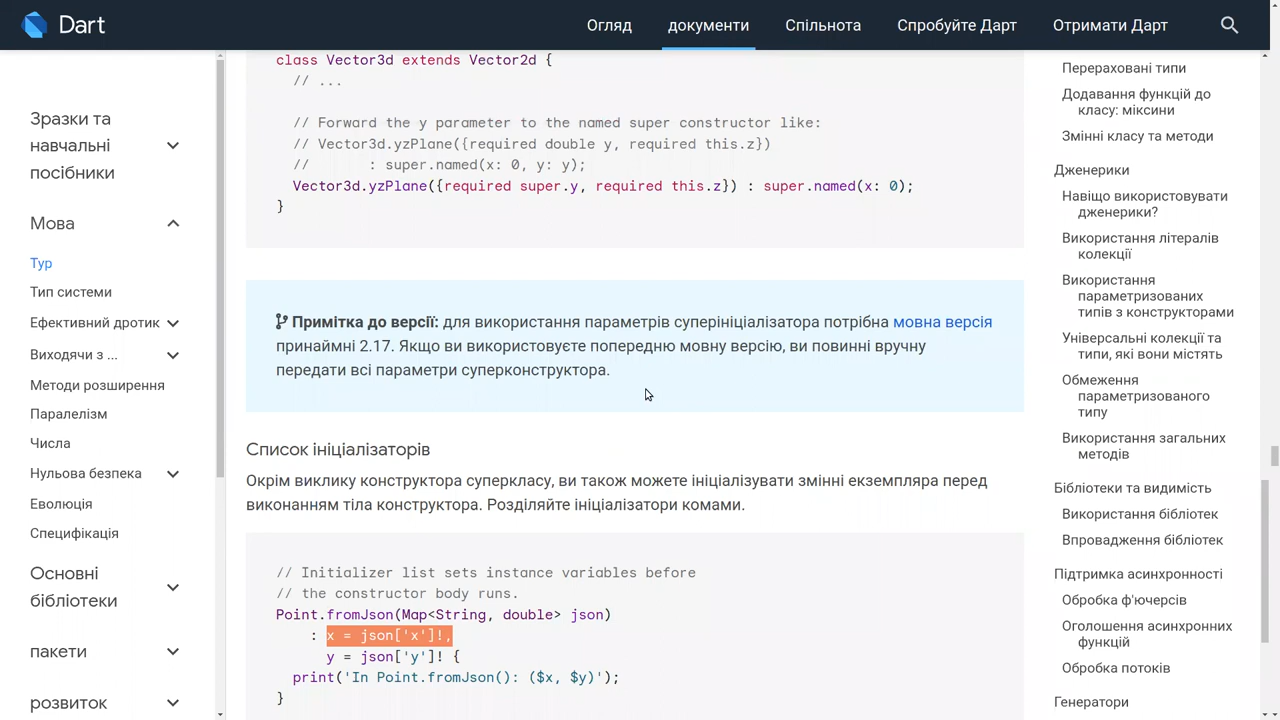 Dart
Огляд
документи
Спільнота
Спробуйте Дарт
Отримати Дарт
Зразки та
навчальні
посібники
Мова
Тур
Тип системи
Ефективний дротик
Виходячи з ...
Методи розширення
Паралелізм
Числа
Нульова безпека
Еволюція
Специфікація
Основні
бібліотеки
пакети
розвиток
class Vector3d extends Vector2d {
// ...
// Forward the y parameter to the named super constructor like:
// Vector3d.yzPlane({required double y, required this.z})
//       : super.named(x: 0, y: y);
Vector3d.yzPlane({required super.y, required this.z}) : super.named(x: 0);
}
Примітка до версії: для використання параметрів суперініціалізатора потрібна мовна версія
принаймні 2.17. Якщо ви використовуєте попередню мовну версію, ви повинні вручну
передати всі параметри суперконструктора.
Список ініціалізаторів
Окрім виклику конструктора суперкласу, ви також можете ініціалізувати змінні екземпляра перед
виконанням тіла конструктора. Розділяйте ініціалізатори комами.
// Initializer list sets instance variables before
// the constructor body runs.
Point.fromJson(Map<String, double> json)
: x = json['x']!,
y = json['y']! {
print('In Point.fromJson(): ($x, $y)');
}
Перераховані типи
Додавання функцій до
класу: міксини
Змінні класу та методи
Дженерики
Навіщо використовувати
дженерики?
Використання літералів
колекції
Використання
параметризованих
типів з конструкторами
Універсальні колекції та
типи, які вони містять
Обмеження
параметризованого
типу
Використання загальних
методів
Бібліотеки та видимість
Використання бібліотек
Впровадження бібліотек
Підтримка асинхронності
Обробка ф'ючерсів
Оголошення асинхронних
функцій
Обробка потоків
Генератори